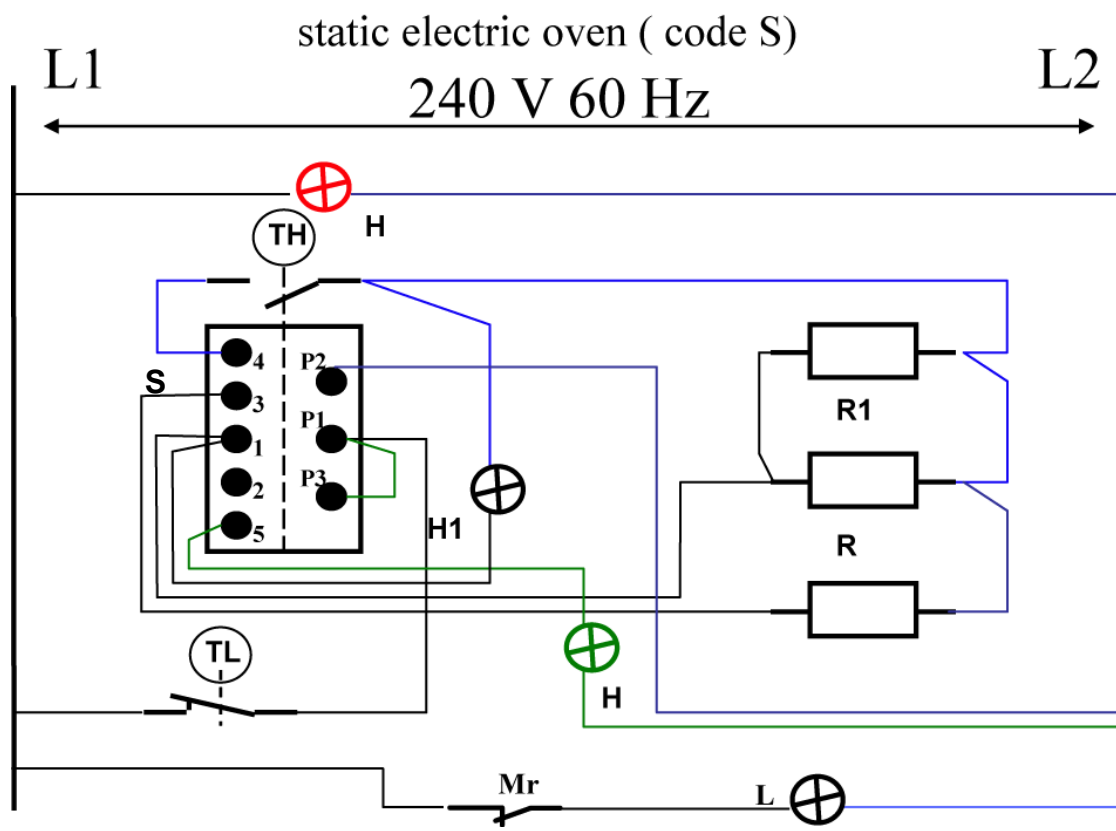 static electric oven ( code S)
L1
L2
240 V 60 Hz
H
TH
4
P2
S
3
R1
P1
1
P3
2
H1
R
5
TL
H
Mr
L